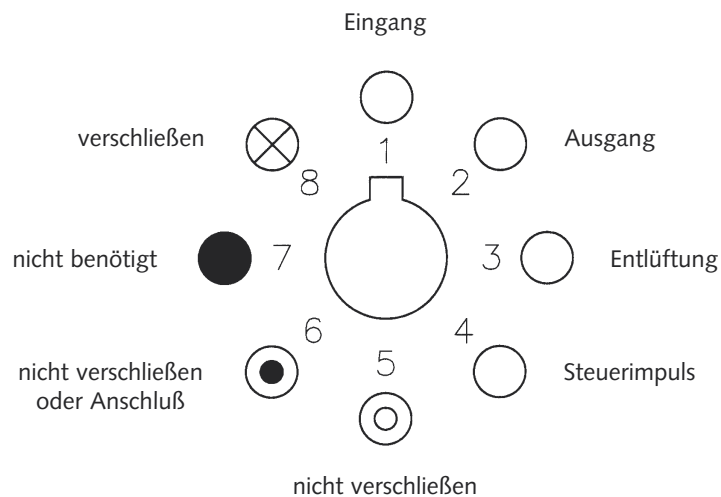 Eingang
verschließen
Ausgang
1
8
2
nicht benötigt
7
3
Entlüftung
6
4
5
nicht verschließen
oder Anschluß
Steuerimpuls
nicht verschließen